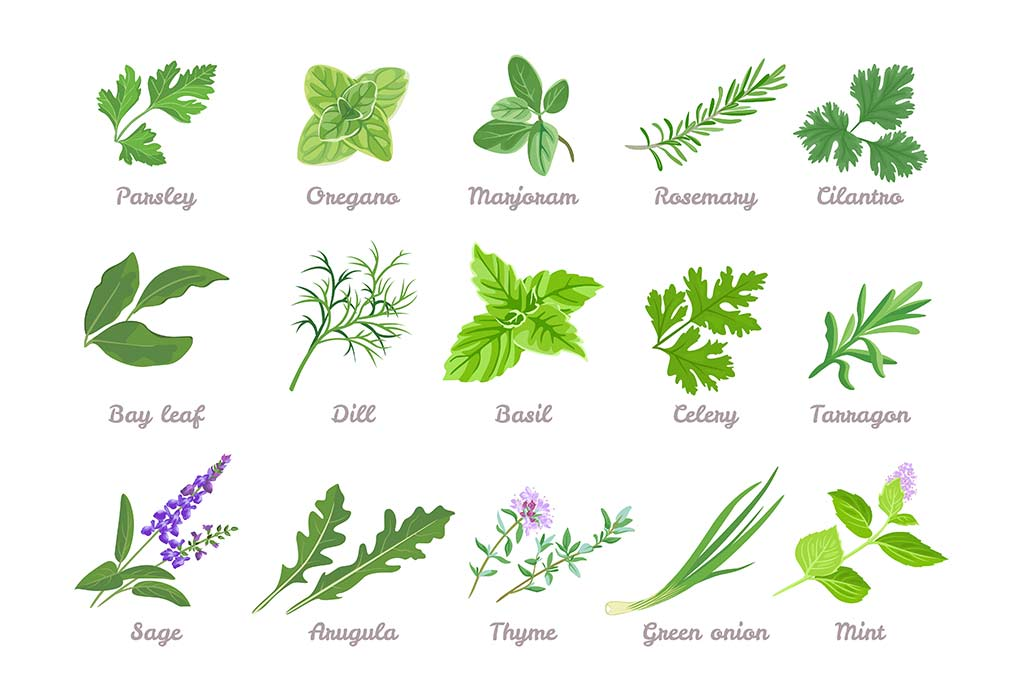 Parsley
Oregano
Marjoram
Rosemary
Cilantro
Bay leaf
Dill
Basil
Celery
Tarragon
Sage
Arugula
Thyme
Green onion
Mint